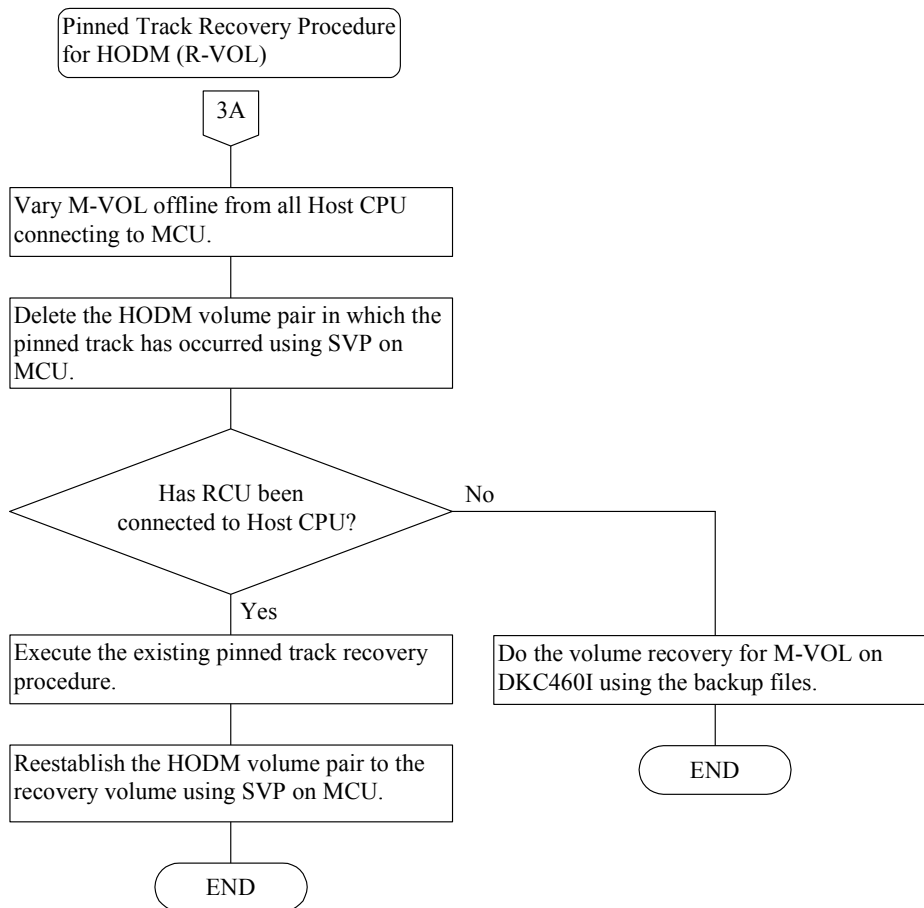 Pinned Track Recovery Procedure
for HODM (R-VOL)
3A
Vary M-VOL offline from all Host CPU
connecting to MCU.
Delete the HODM volume pair in which the
pinned track has occurred using SVP on
MCU.
Has RCU been
connected to Host CPU?
No
Yes
Execute the existing pinned track recovery
procedure.
Do the volume recovery for M-VOL on
DKC460I using the backup files.
Reestablish the HODM volume pair to the
recovery volume using SVP on MCU.
END
END